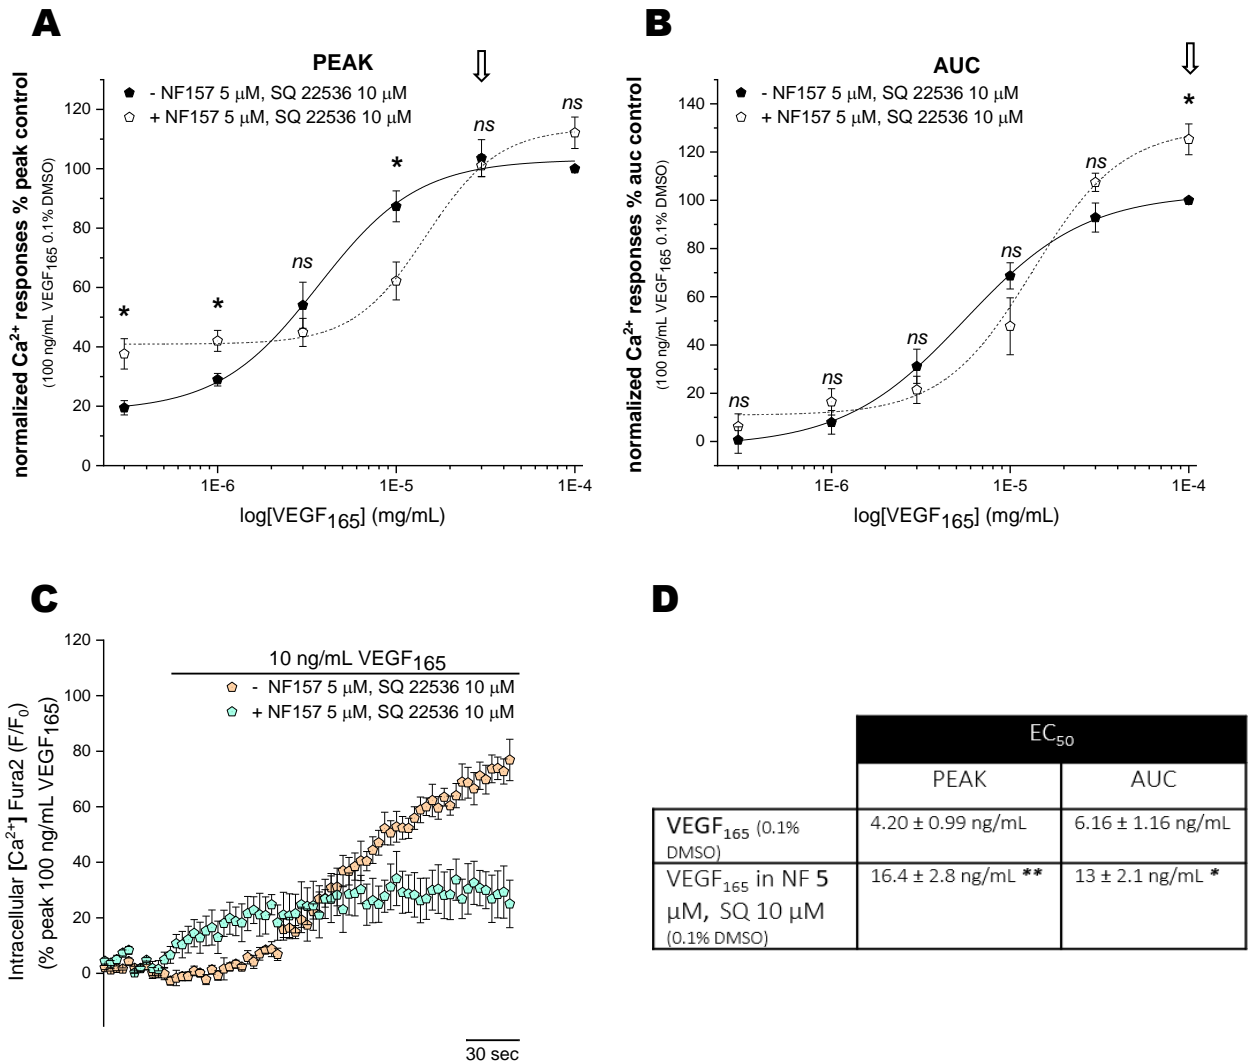 A
PEAK
- NF157 5 µM, SQ 22536 10 µM
+ NF157 5 µM, SQ 22536 10 µM
normalized Ca²⁺ responses % peak control
(100 ng/mL VEGF₁₆₅ 0.1% DMSO)
120
100
80
60
40
20
0
*
*
ns
*
ns
ns
1E-6
1E-5
1E-4
log[VEGF₁₆₅] (mg/mL)
B
AUC
- NF157 5 µM, SQ 22536 10 µM
+ NF157 5 µM, SQ 22536 10 µM
normalized Ca²⁺ responses % auc control
(100 ng/mL VEGF₁₆₅ 0.1% DMSO)
140
120
100
80
60
40
20
0
ns
ns
ns
ns
ns
*
1E-6
1E-5
1E-4
log[VEGF₁₆₅] (mg/mL)
C
10 ng/mL VEGF₁₆₅
- NF157 5 µM, SQ 22536 10 µM
+ NF157 5 µM, SQ 22536 10 µM
Intracellular [Ca²⁺] Fura2 (F/F₀)
(% peak 100 ng/mL VEGF₁₆₅)
120
100
80
60
40
20
0
30 sec
D
EC₅₀
PEAK AUC
VEGF₁₆₅ (0.1%
DMSO)
4.20 ± 0.99 ng/mL 6.16 ± 1.16 ng/mL
VEGF₁₆₅ in NF 5
µM, SQ 10 µM
(0.1% DMSO)
16.4 ± 2.8 ng/mL ** 13 ± 2.1 ng/mL *